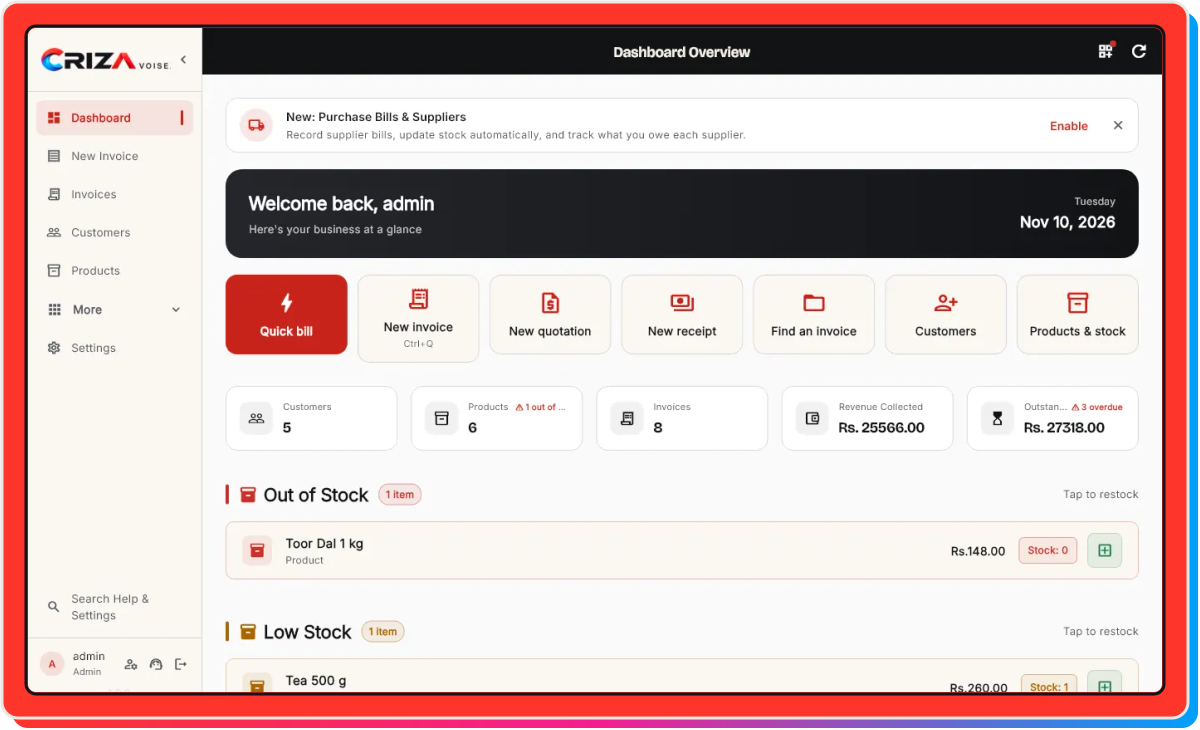 CRIZA VOISE.
Dashboard Overview
Dashboard
New Invoice
Invoices
Customers
Products
More
Settings
Search Help &
Settings
A
admin
Admin
New: Purchase Bills & Suppliers
Record supplier bills, update stock automatically, and track what you owe each supplier.
Enable
Welcome back, admin
Here's your business at a glance
Tuesday
Nov 10, 2026
Quick bill
New invoice
Ctrl+Q
New quotation
New receipt
Find an invoice
Customers
Products & stock
Customers
5
Products 1 out of ...
6
Invoices
8
Revenue Collected
Rs. 25566.00
Outstan... 3 overdue
Rs. 27318.00
Out of Stock 1 item
Tap to restock
Toor Dal 1 kg
Product
Rs.148.00
Stock: 0
Low Stock 1 item
Tap to restock
Tea 500 g
Rs.260.00
Stock: 1